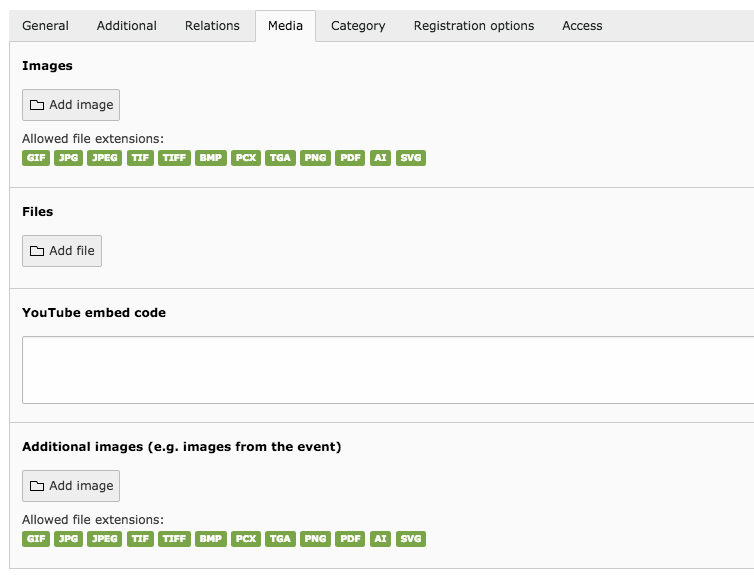 General Additional Relations Media Category Registration options Access
Images
Add image
Allowed file extensions:
GIF JPG JPEG TIF TIFF BMP PCX TGA PNG PDF AI SVG
Files
Add file
YouTube embed code
Additional images (e.g. images from the event)
Add image
Allowed file extensions:
GIF JPG JPEG TIF TIFF BMP PCX TGA PNG PDF AI SVG